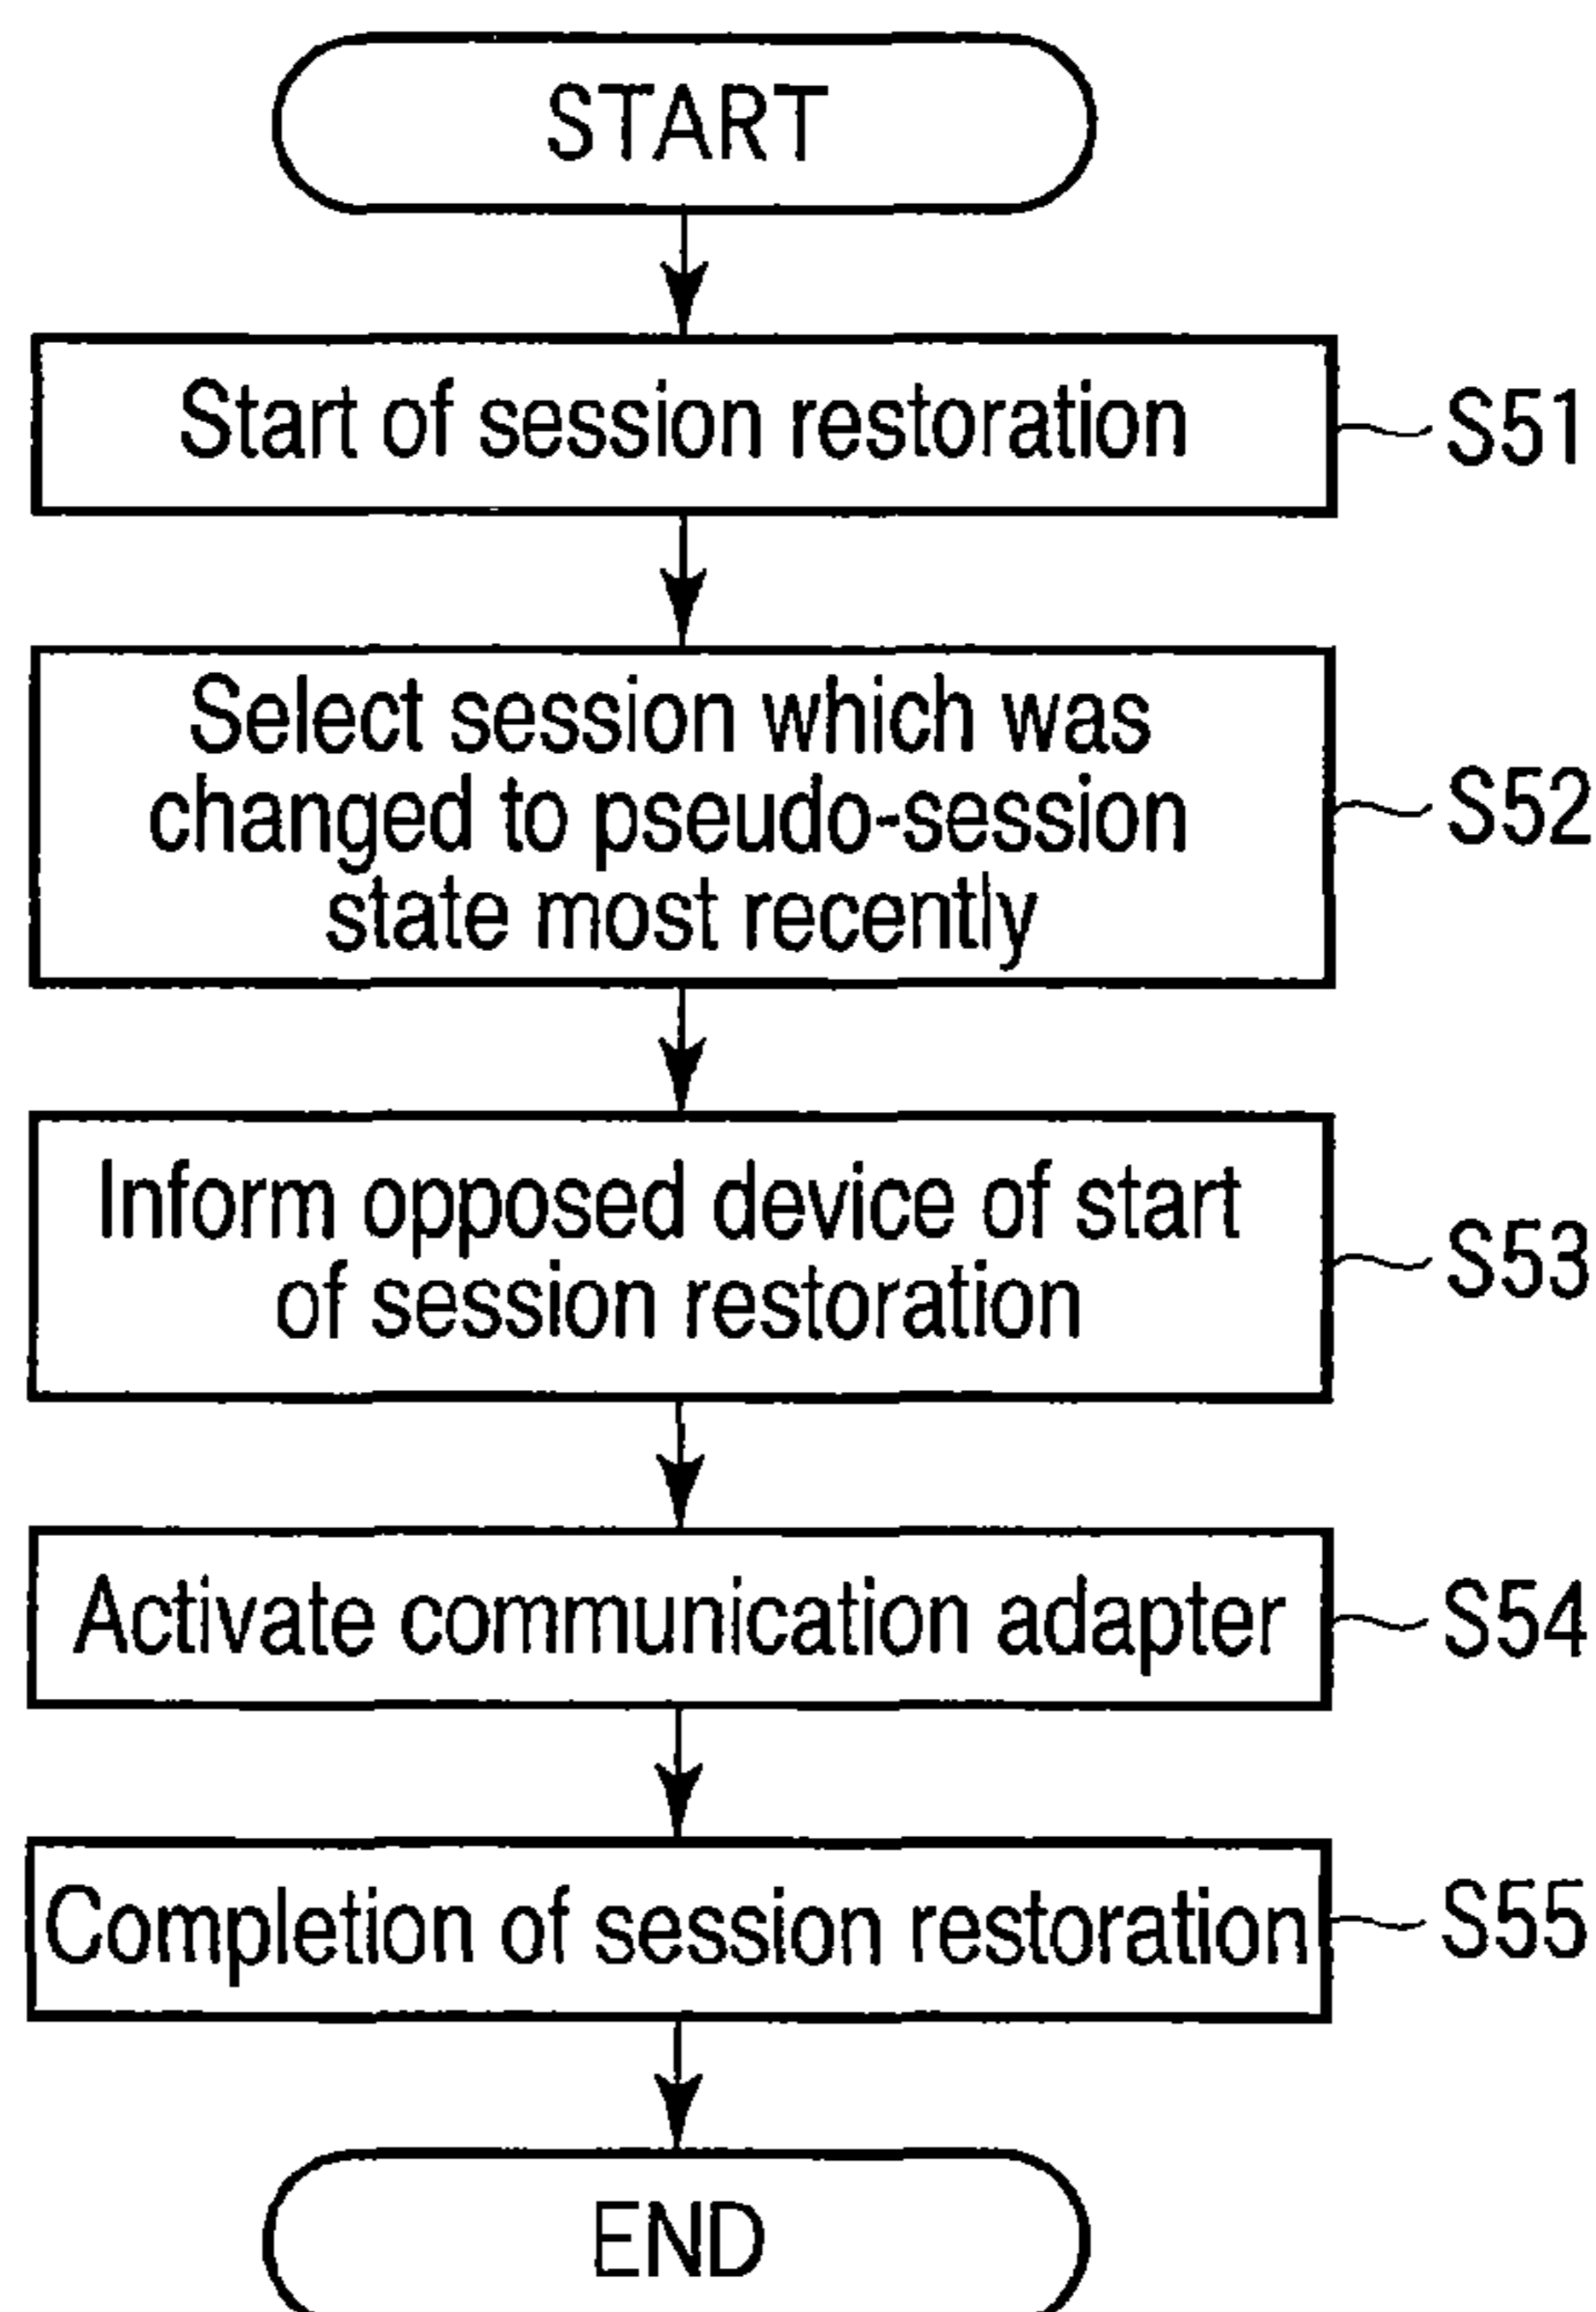 START
Start of session restoration
S51
Select session which was
changed to pseudo-session
state most recently
S52
Inform opposed device of start
of session restoration
S53
Activate communication adapter
S54
Completion of session restoration
S55
END